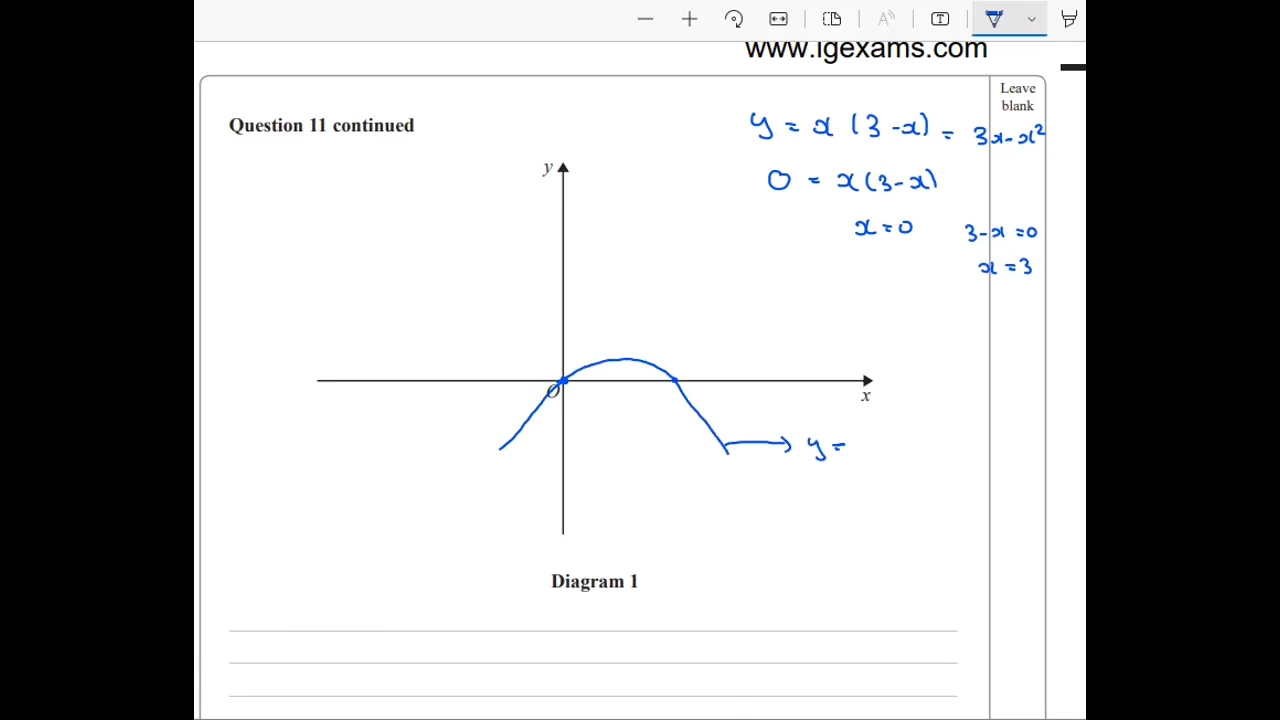 www.igexams.com
Leave
blank
Question 11 continued
y = x (3 - x) = 3x - x²
0 = x (3 - x)
x = 0 3 - x = 0
x = 3
y
O
x
y =
Diagram 1